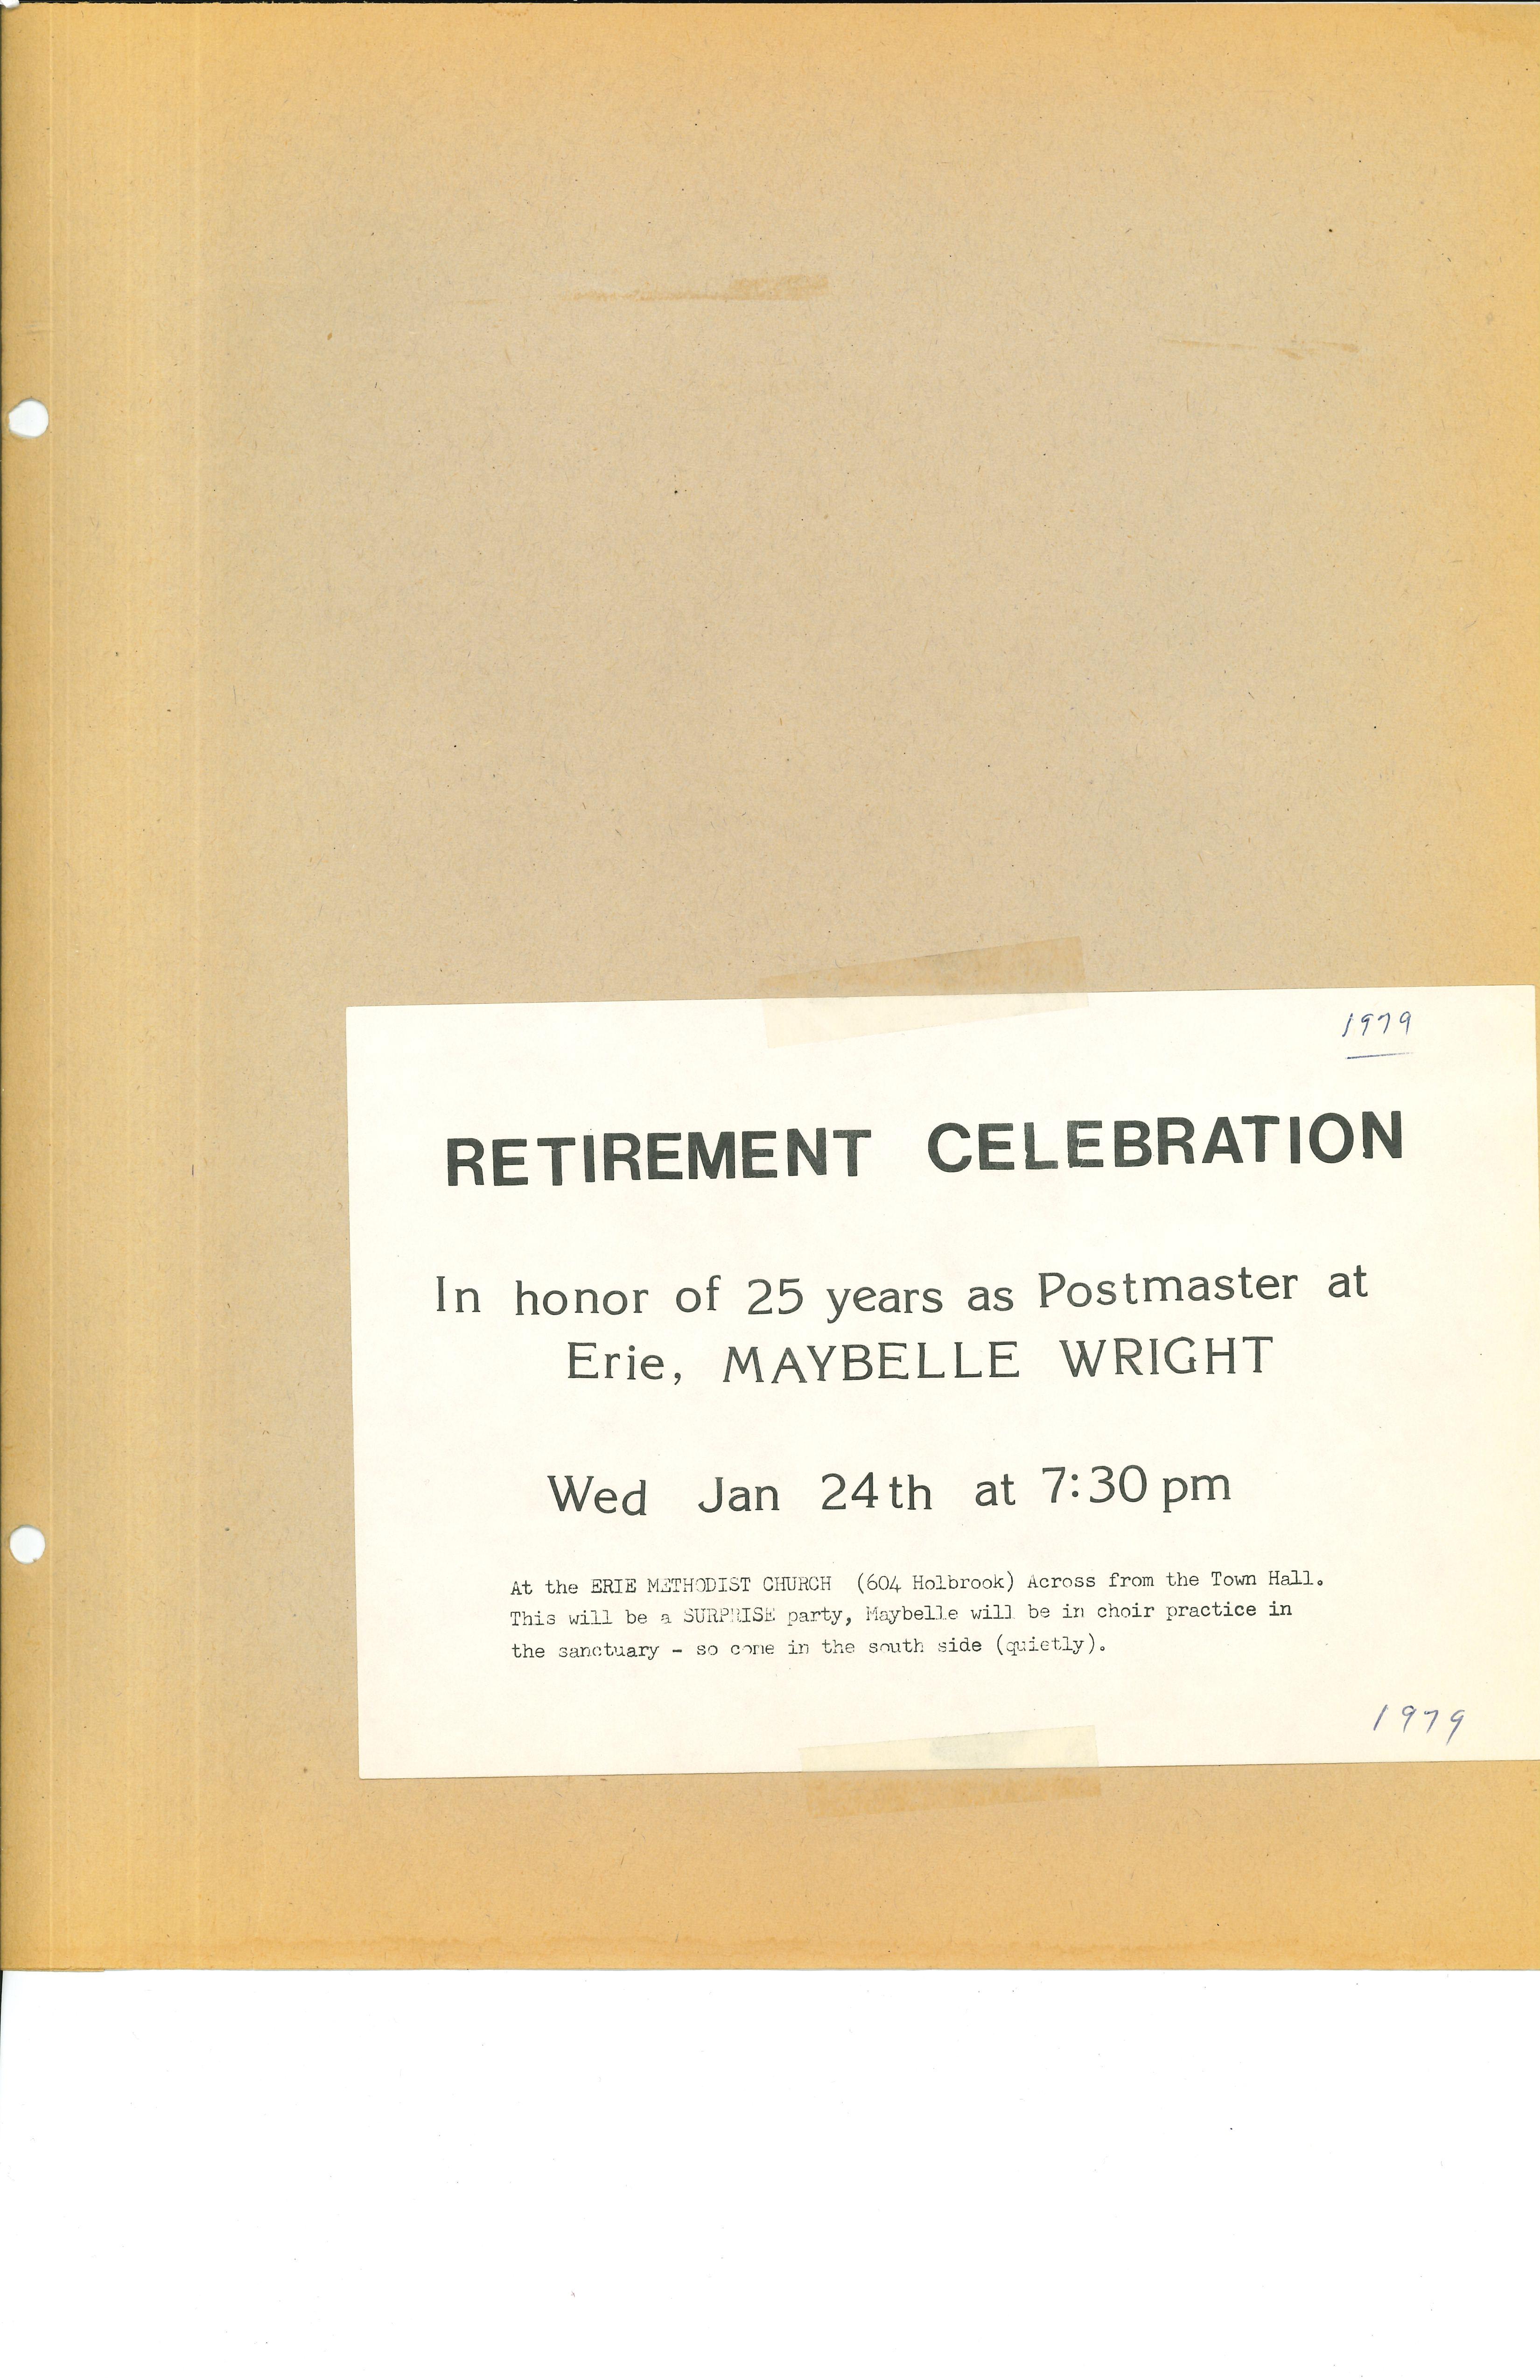 1979
RETIREMENT CELEBRATION
In honor of 25 years as Postmaster at
Erie, MAYBELLE WRIGHT
Wed Jan 24th at 7:30 pm
At the ERIE METHODIST CHURCH (604 Holbrook) Across from the Town Hall.
This will be a SURPRISE party, Maybelle will be in choir practice in
the sanctuary - so come in the south side (quietly).
1979